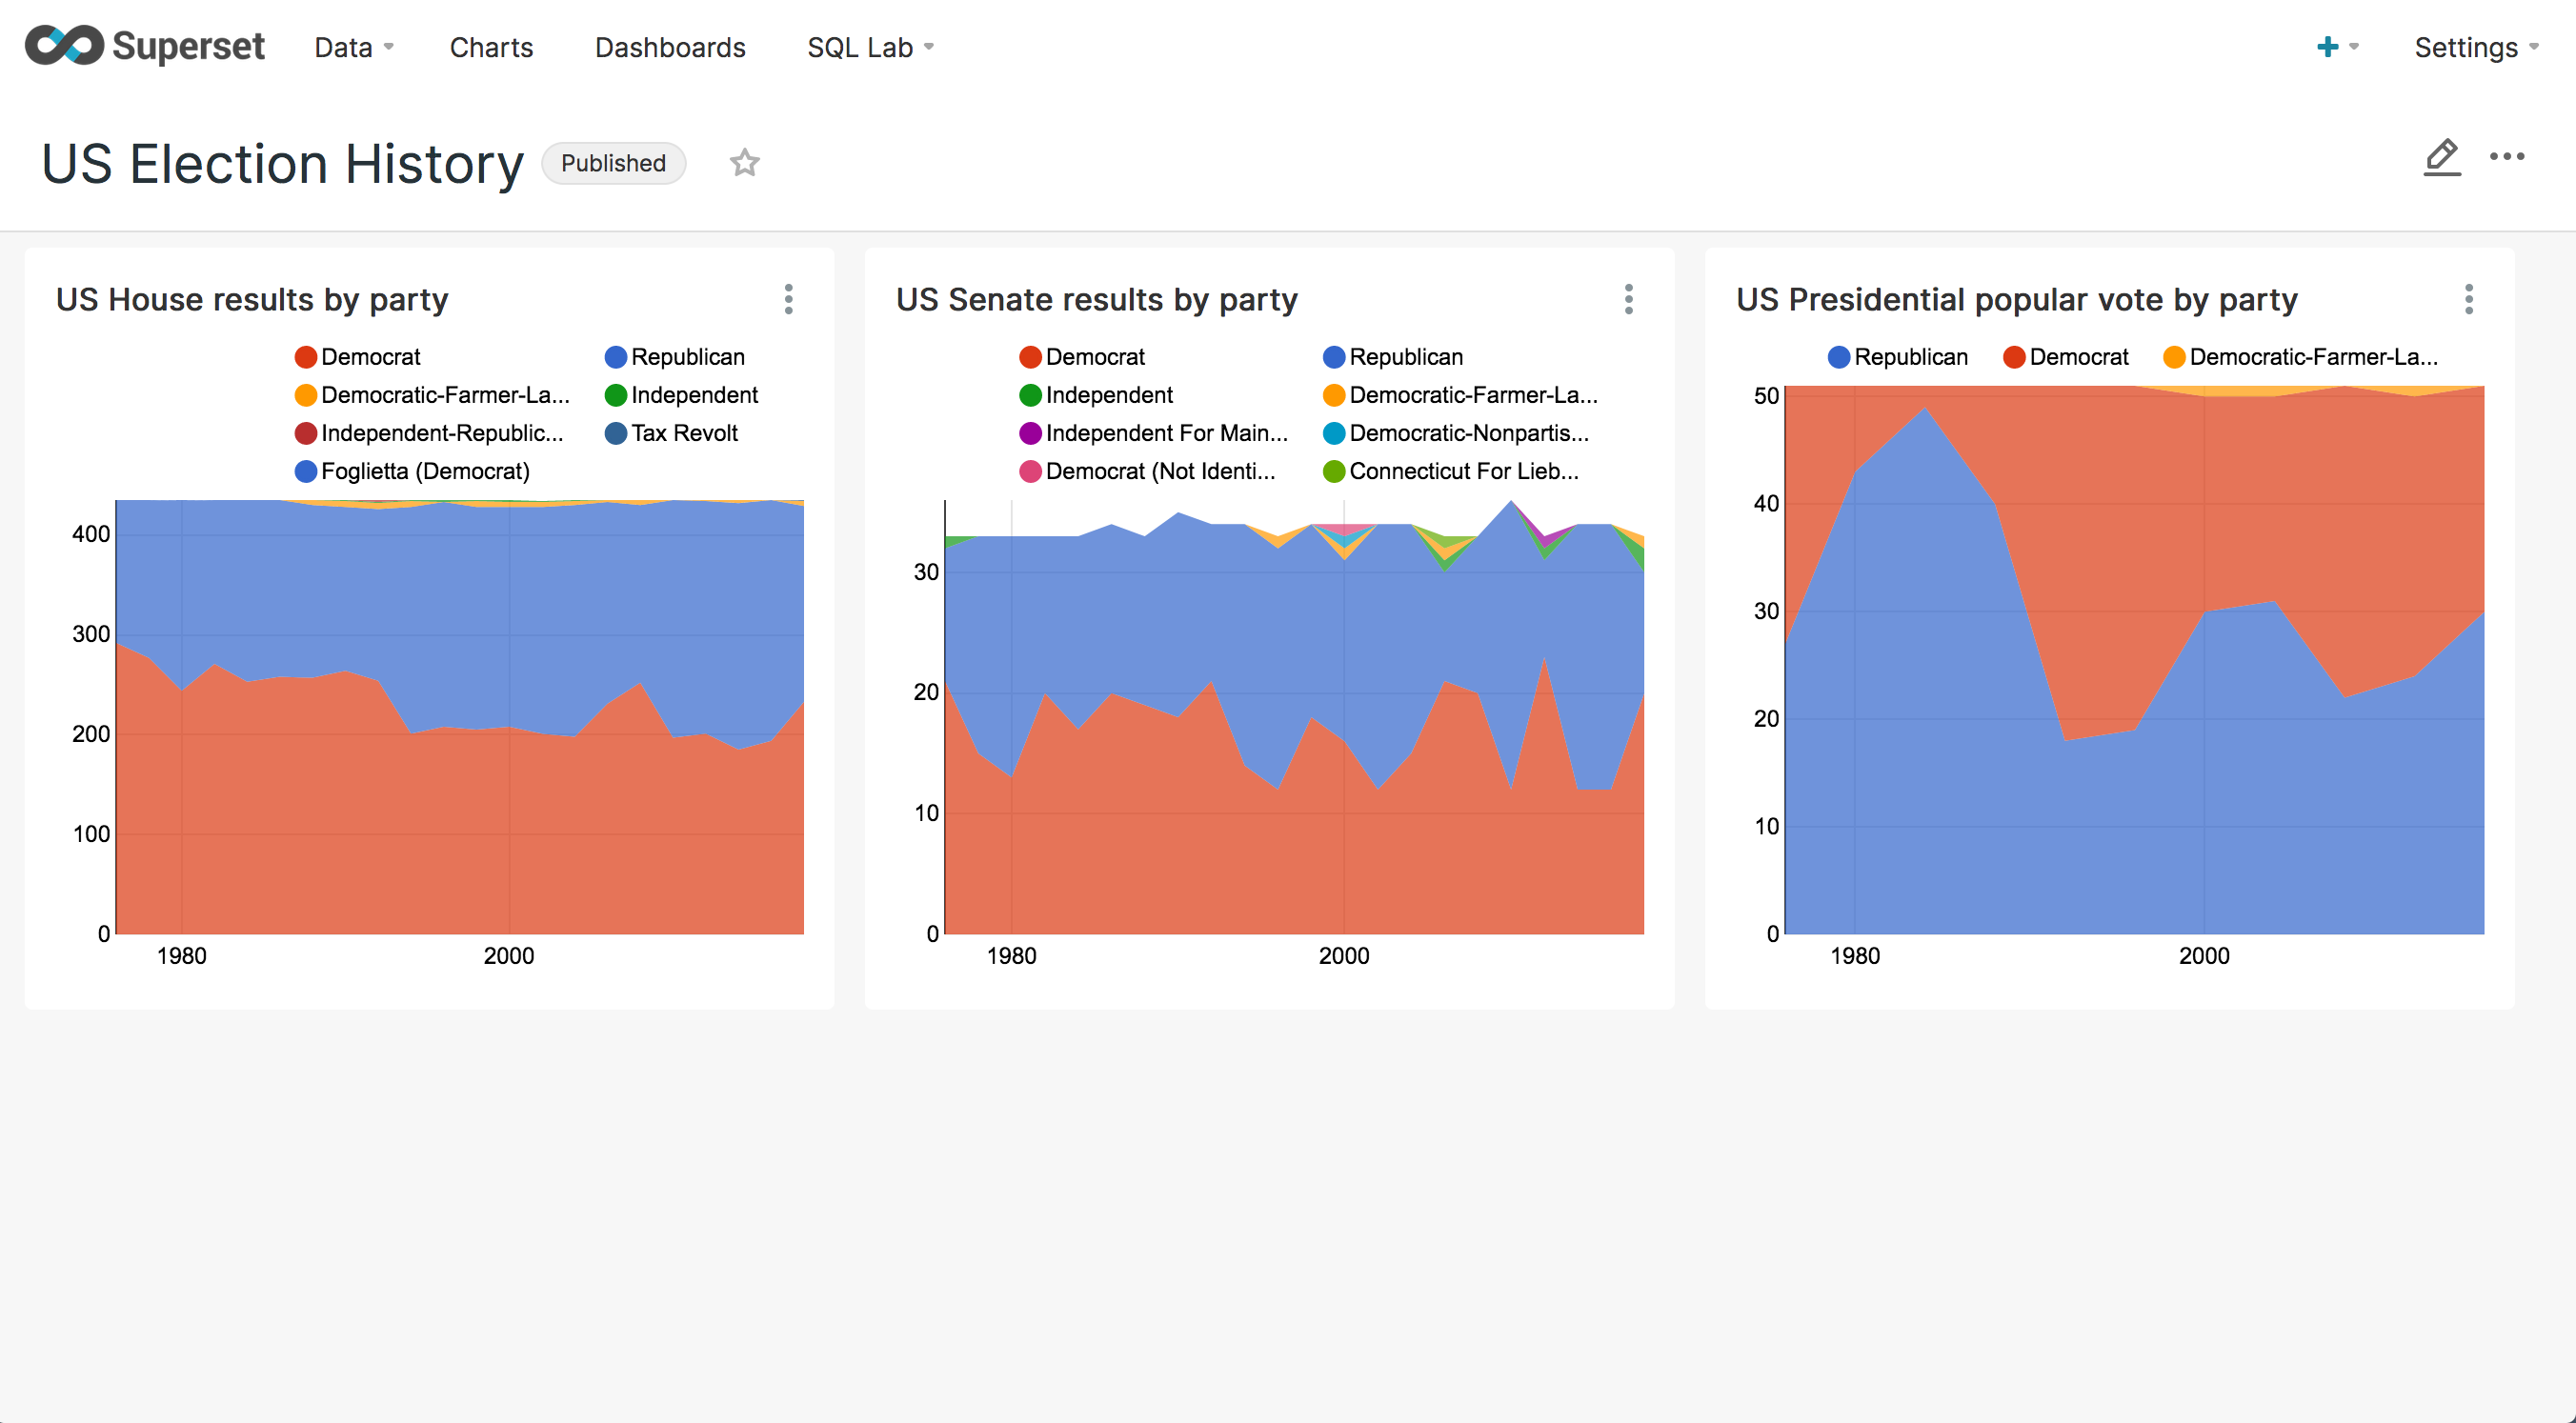 Superset Data Charts Dashboards SQL Lab + Settings
US Election History Published
US House results by party
Democrat Republican
Democratic-Farmer-La... Independent
Independent-Republic... Tax Revolt
Foglietta (Democrat)
400
300
200
100
0
1980 2000
US Senate results by party
Democrat Republican
Independent Democratic-Farmer-La...
Independent For Main... Democratic-Nonpartis...
Democrat (Not Identi... Connecticut For Lieb...
30
20
10
0
1980 2000
US Presidential popular vote by party
Republican Democrat Democratic-Farmer-La...
50
40
30
20
10
0
1980 2000